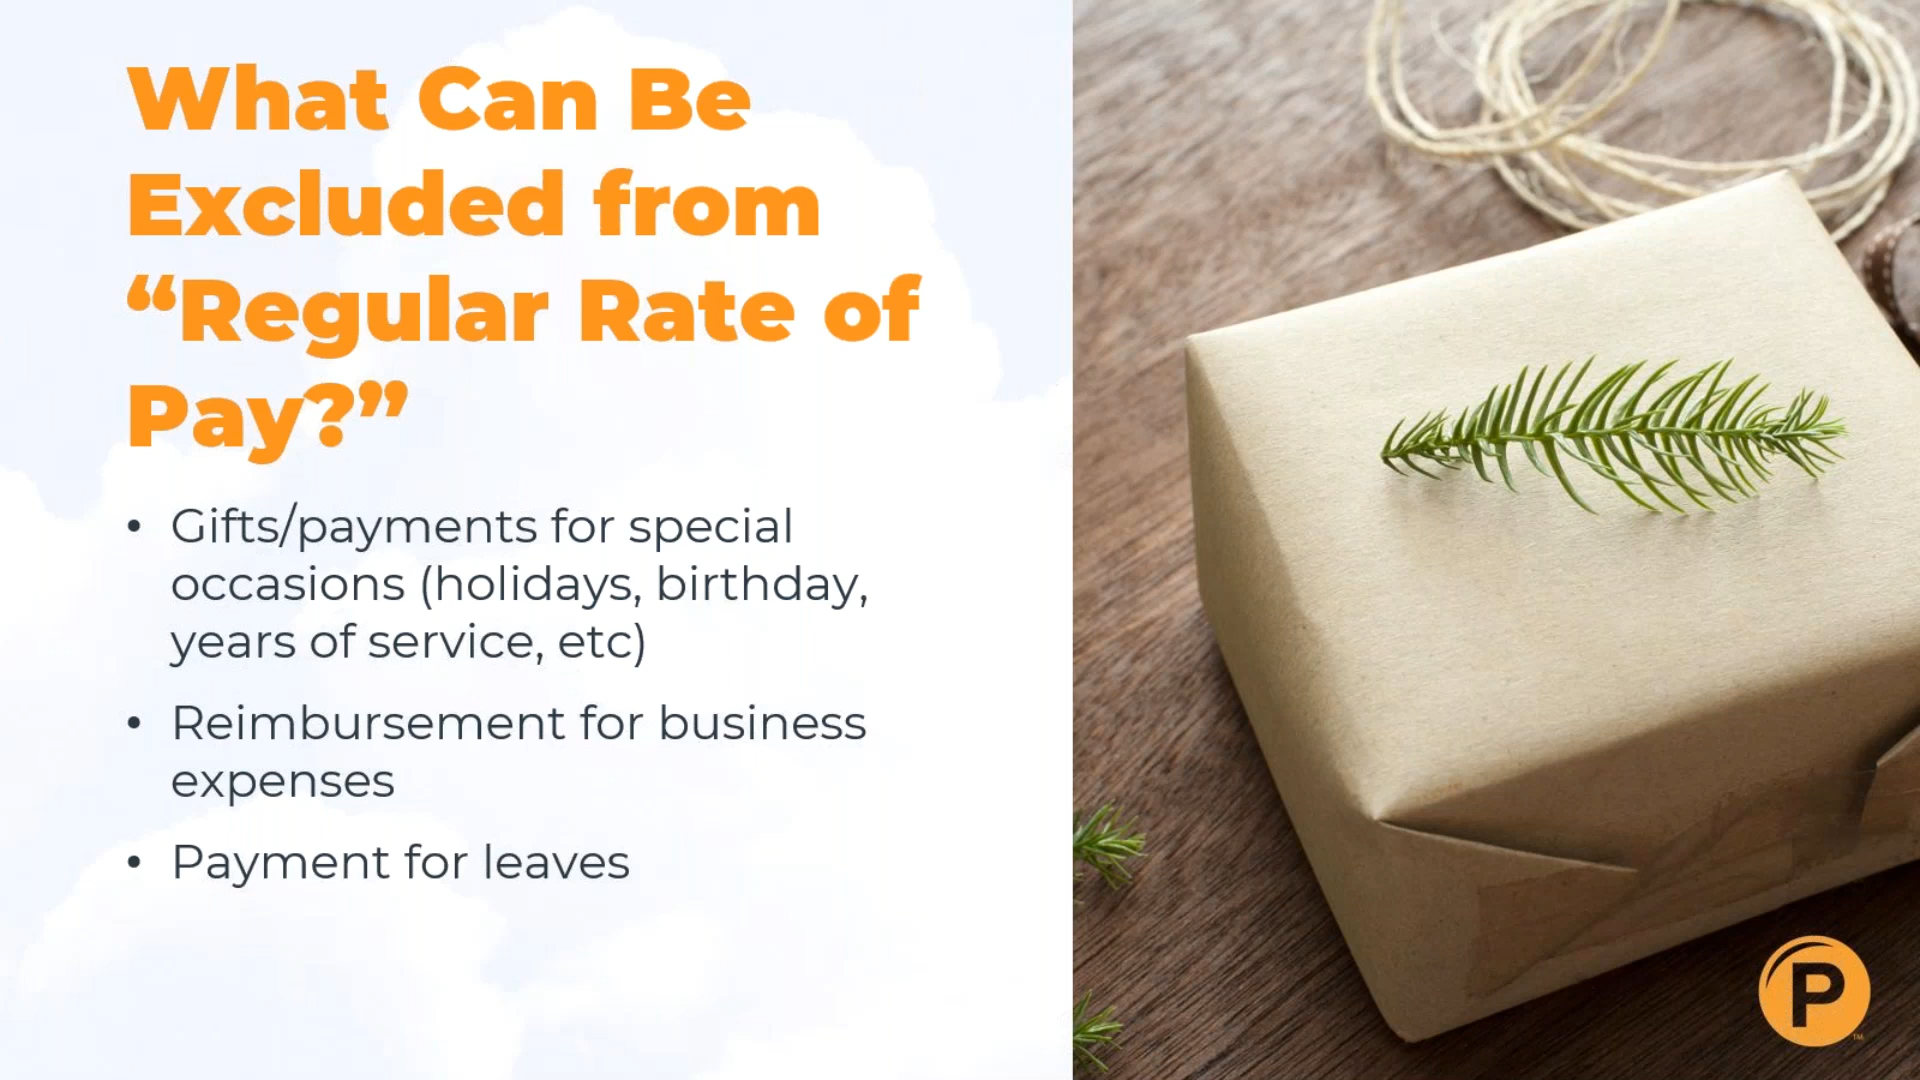 What Can Be
Excluded from
“Regular Rate of
Pay?”
• Gifts/payments for special
occasions (holidays, birthday,
years of service, etc)
• Reimbursement for business
expenses
• Payment for leaves
P
TM